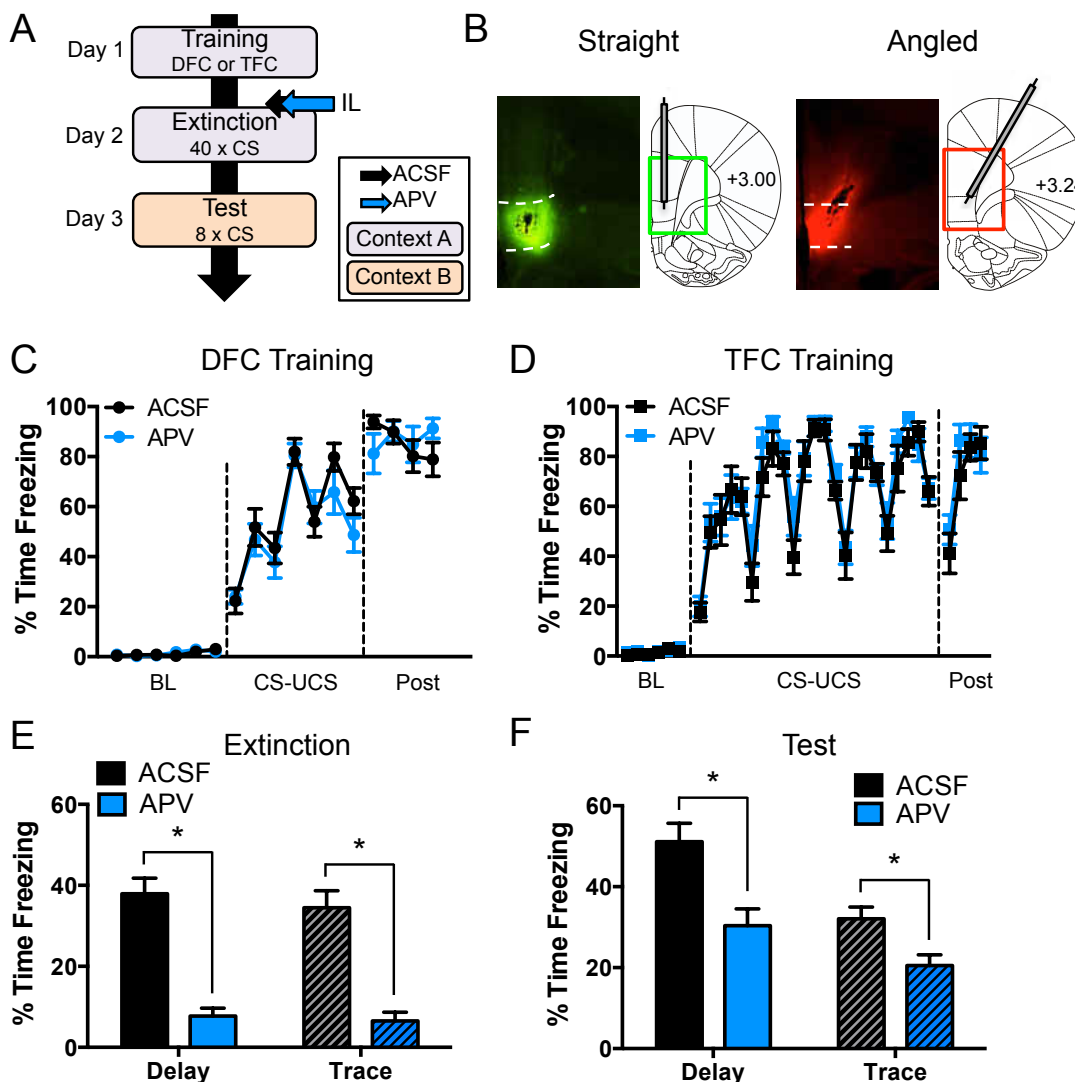 A
Day 1
Training
DFC or TFC
IL
Day 2
Extinction
40 x CS
Day 3
Test
8 x CS
ACSF
APV
Context A
Context B
B
Straight
Angled
+3.00
+3.24
C
DFC Training
ACSF
APV
% Time Freezing
100
80
60
40
20
0
BL
CS-UCS
Post
D
TFC Training
ACSF
APV
% Time Freezing
100
80
60
40
20
0
BL
CS-UCS
Post
E
Extinction
ACSF
APV
% Time Freezing
60
40
20
0
*
*
Delay
Trace
F
Test
ACSF
APV
% Time Freezing
60
40
20
0
*
*
Delay
Trace